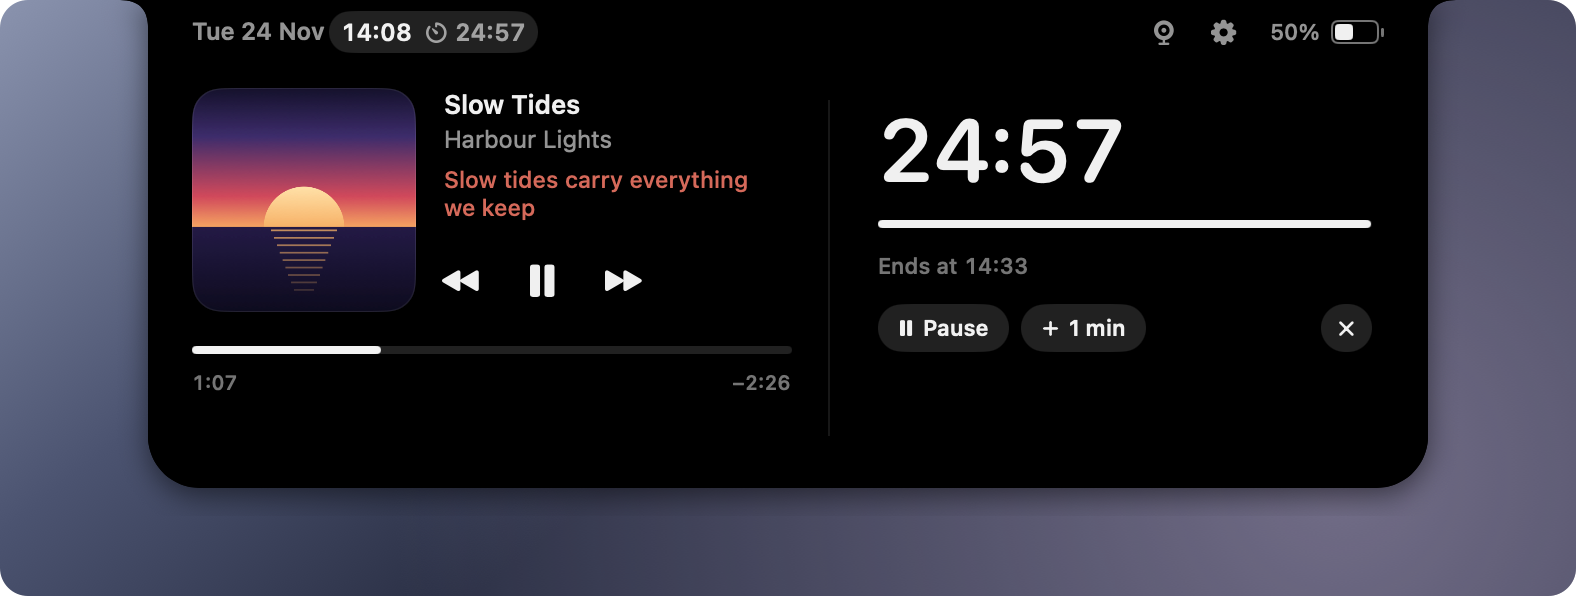 Tue 24 Nov 14:08 24:57 50%
Slow Tides
Harbour Lights
Slow tides carry everything
we keep
1:07 −2:26
24:57
Ends at 14:33
Pause + 1 min